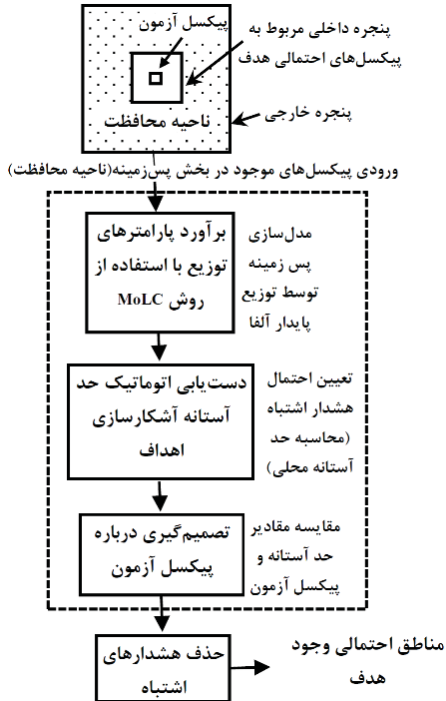 پیکسل آزمون
پنجره داخلی مربوط به
پیکسل‌های احتمالی هدف
پنجره خارجی
ناحیه محافظت
ورودی پیکسل‌های موجود در بخش پس‌زمینه(ناحیه محافظت)
برآورد پارامترهای
توزیع با استفاده از
روش MoLC
مدل‌سازی
پس زمینه
توسط توزیع
پایدار آلفا
دست‌یابی اتوماتیک حد
آستانه آشکارسازی
اهداف
تعیین احتمال
هشدار اشتباه
(محاسبه حد
آستانه محلی)
تصمیم‌گیری درباره
پیکسل آزمون
مقایسه مقادیر
حد آستانه و
پیکسل آزمون
حذف هشدارهای
اشتباه
مناطق احتمالی وجود
هدف